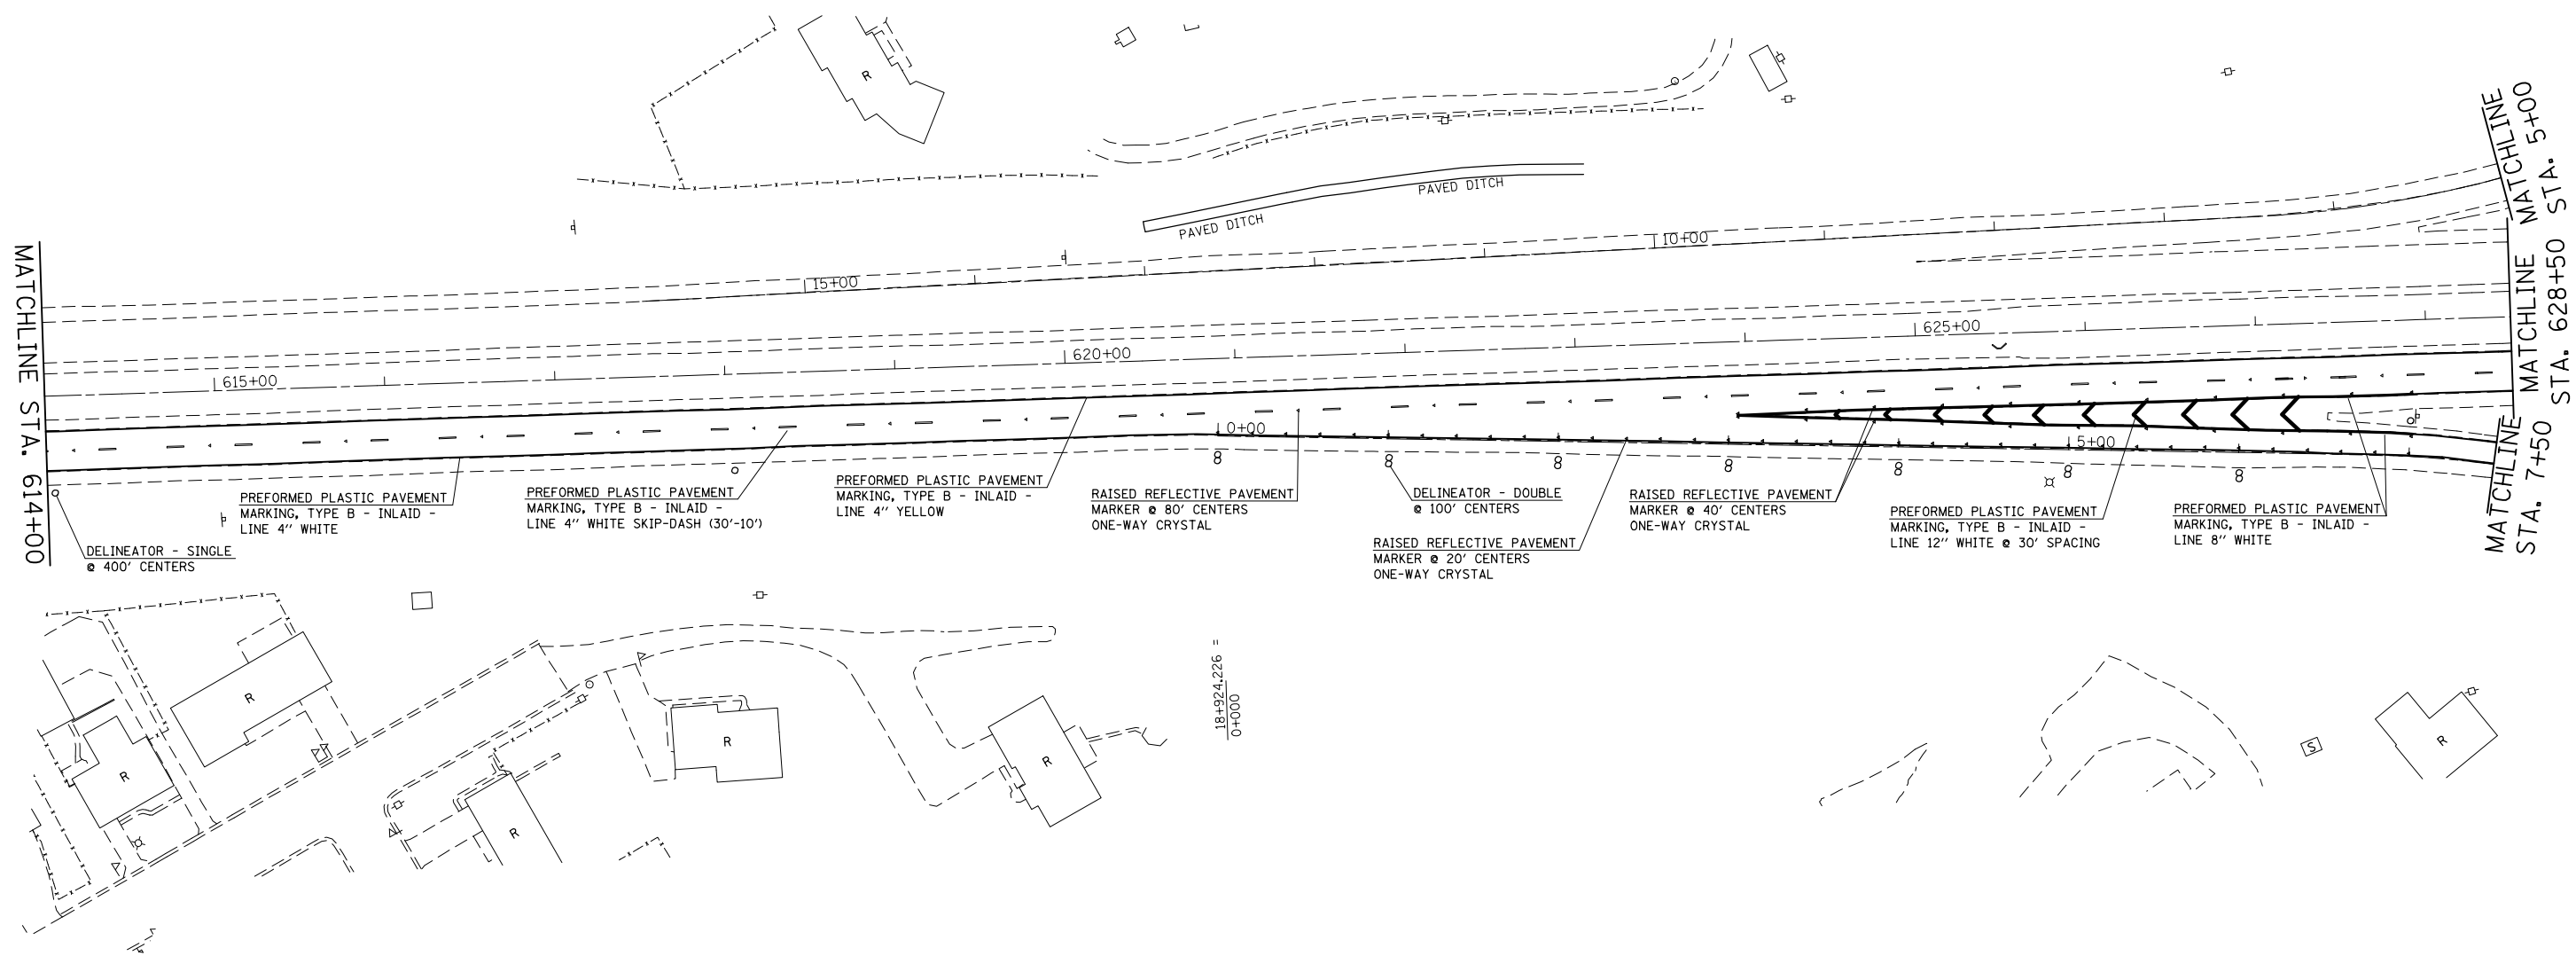 MATCHLINE STA. 614+00
R
PAVED DITCH
PAVED DITCH
MATCHLINE
STA. 5+00
MATCHLINE
STA. 628+50
MATCHLINE
STA. 7+50
15+00
10+00
615+00
620+00
625+00
0+00
5+00
DELINEATOR - SINGLE
@ 400' CENTERS
PREFORMED PLASTIC PAVEMENT
MARKING, TYPE B - INLAID -
LINE 4" WHITE
PREFORMED PLASTIC PAVEMENT
MARKING, TYPE B - INLAID -
LINE 4" WHITE SKIP-DASH (30'-10')
PREFORMED PLASTIC PAVEMENT
MARKING, TYPE B - INLAID -
LINE 4" YELLOW
RAISED REFLECTIVE PAVEMENT
MARKER @ 80' CENTERS
ONE-WAY CRYSTAL
DELINEATOR - DOUBLE
@ 100' CENTERS
RAISED REFLECTIVE PAVEMENT
MARKER @ 20' CENTERS
ONE-WAY CRYSTAL
RAISED REFLECTIVE PAVEMENT
MARKER @ 40' CENTERS
ONE-WAY CRYSTAL
PREFORMED PLASTIC PAVEMENT
MARKING, TYPE B - INLAID -
LINE 12" WHITE @ 30' SPACING
PREFORMED PLASTIC PAVEMENT
MARKING, TYPE B - INLAID -
LINE 8" WHITE
R
R
R
R
R
18+924.226 =
0+000
S
R